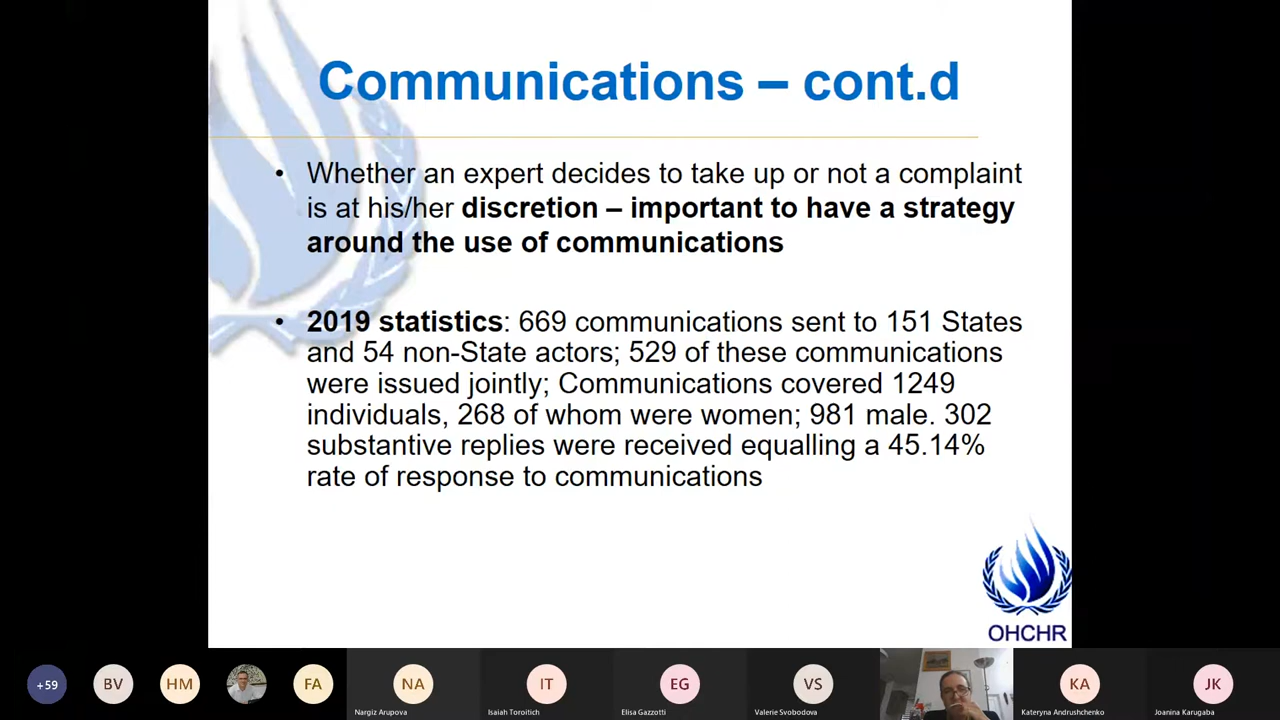 Communications – cont.d
• Whether an expert decides to take up or not a complaint
is at his/her discretion – important to have a strategy
around the use of communications
• 2019 statistics: 669 communications sent to 151 States
and 54 non-State actors; 529 of these communications
were issued jointly; Communications covered 1249
individuals, 268 of whom were women; 981 male. 302
substantive replies were received equalling a 45.14%
rate of response to communications
OHCHR
+59
BV
HM
FA
NA
IT
EG
VS
KA
JK
Nargiz Arupova
Isaiah Toroitich
Elisa Gazzotti
Valerie Svobodova
Kateryna Andrushchenko
Joanina Karugaba